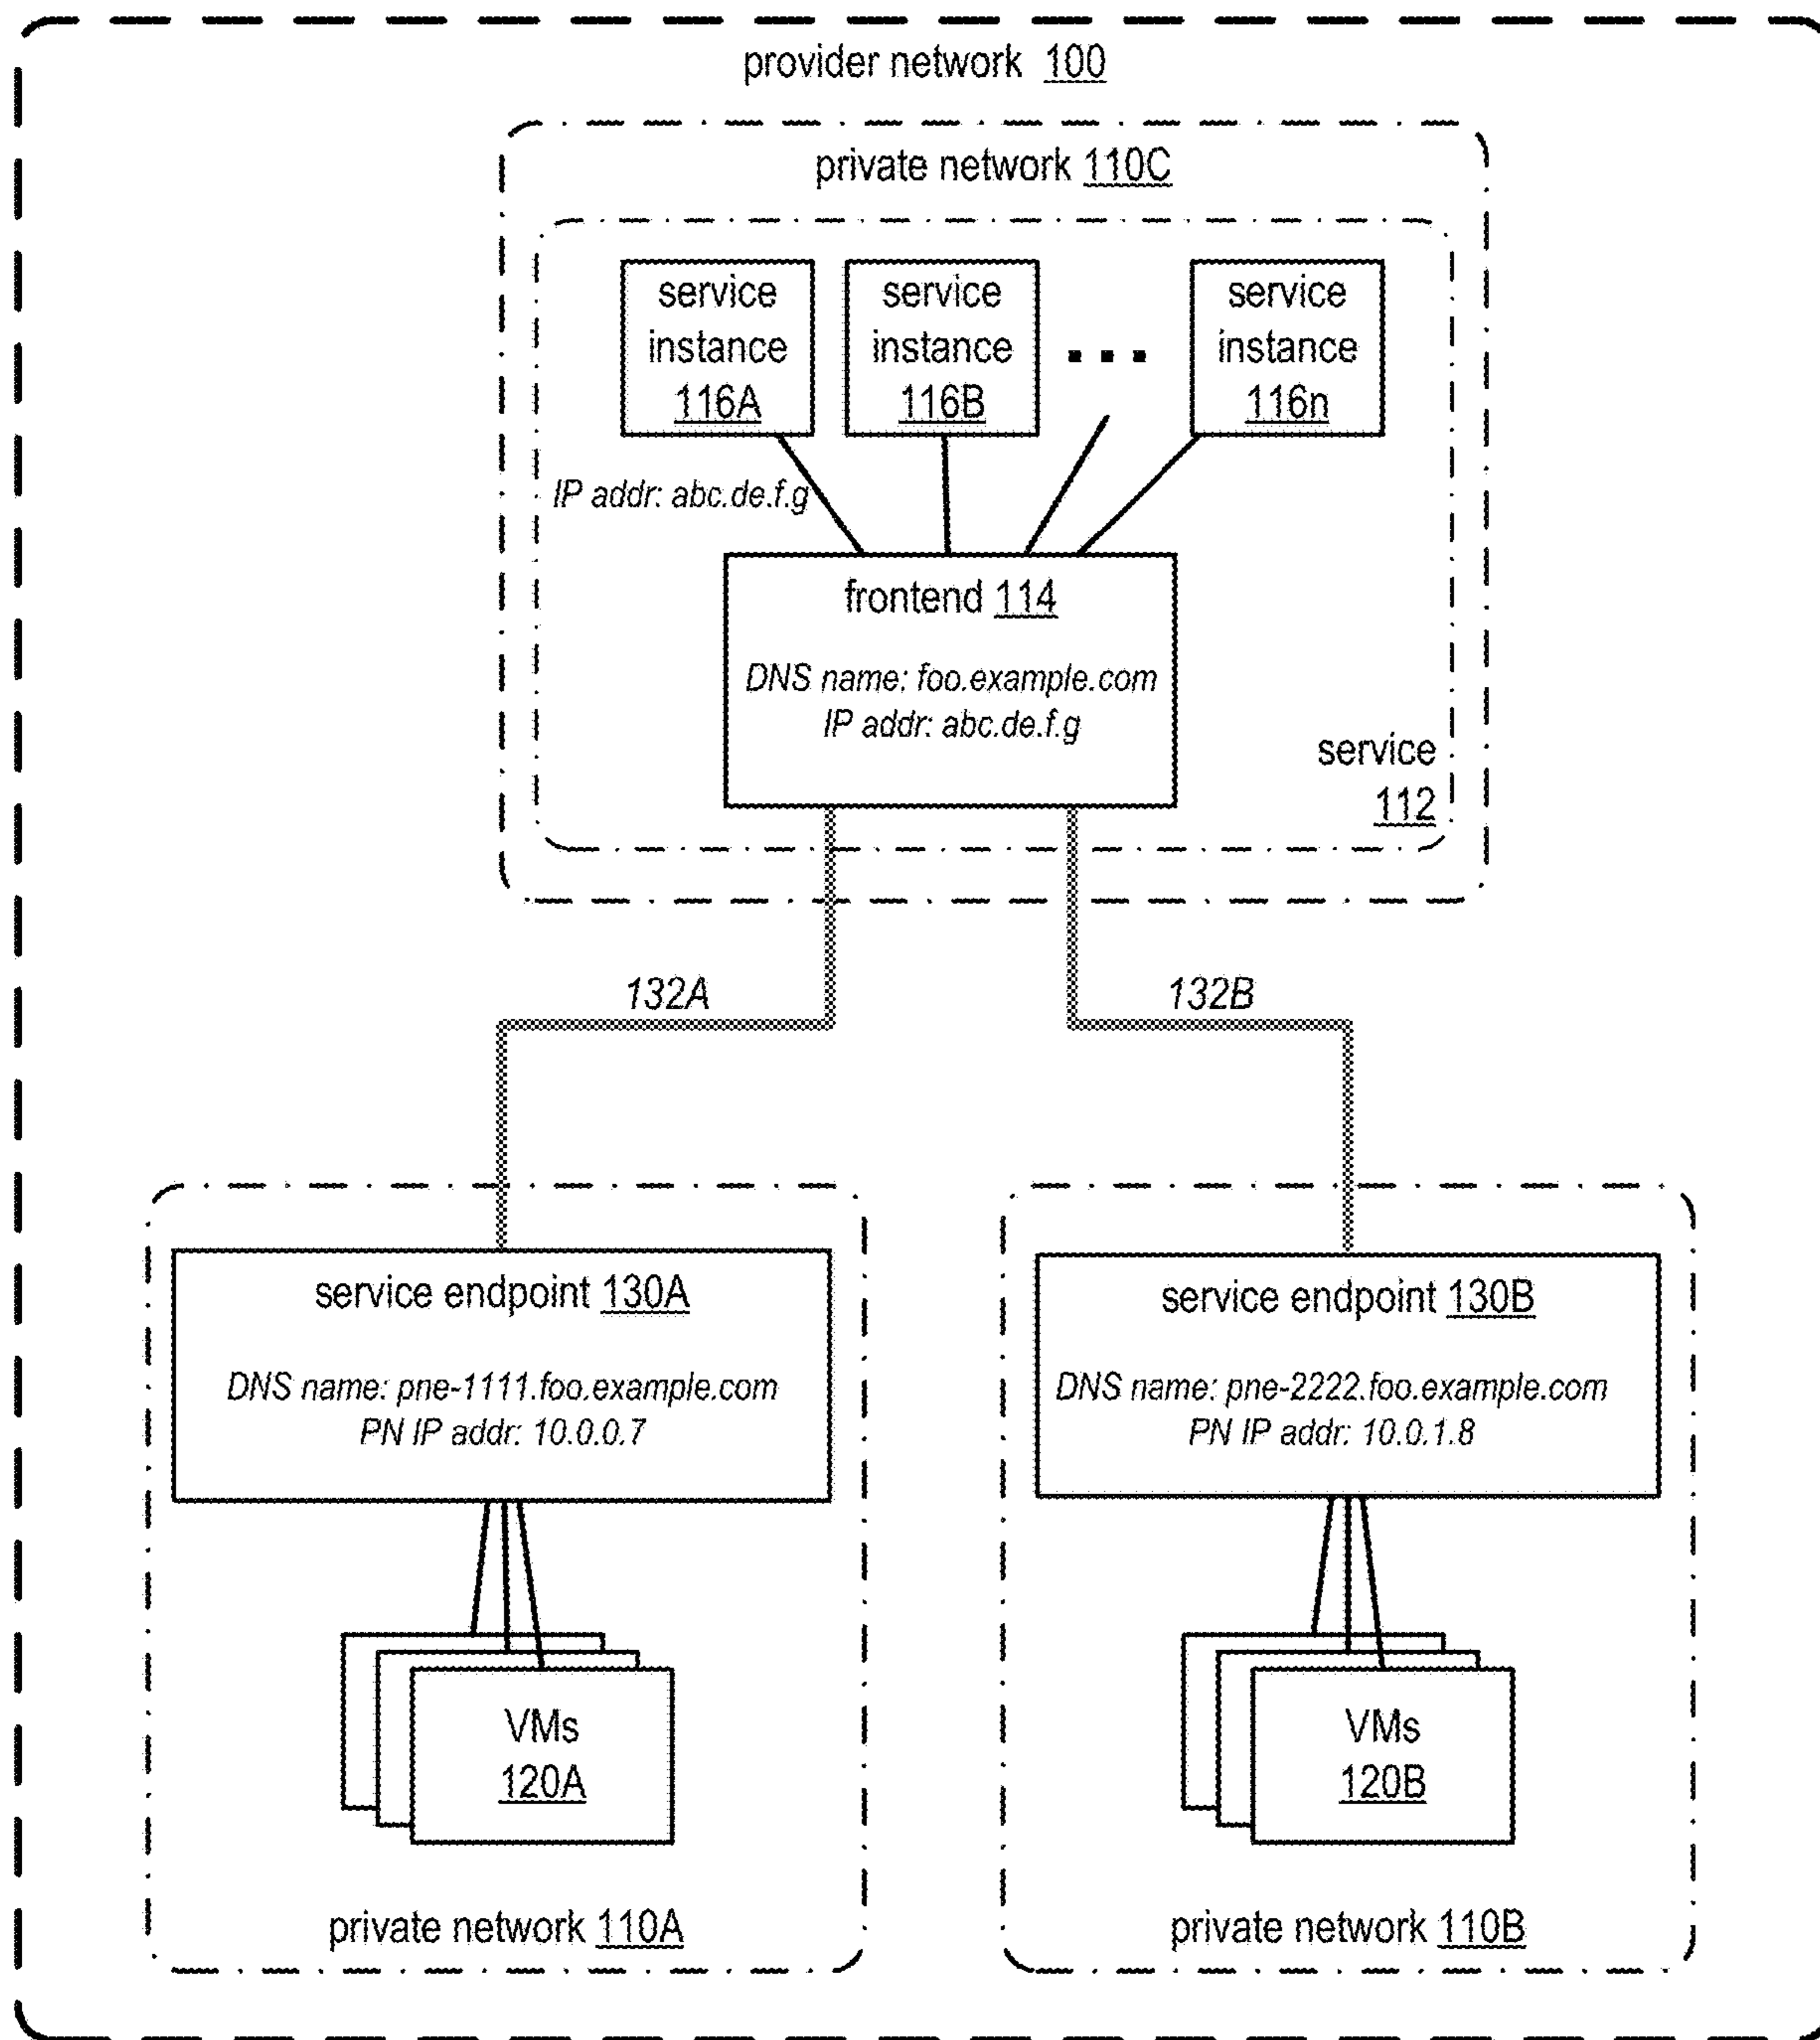 provider network 100
private network 110C
service
instance
116A
service
instance
116B
...
service
instance
116n
IP addr: abc.de.f.g
frontend 114
DNS name: foo.example.com
IP addr: abc.de.f.g
service
112
132A
132B
service endpoint 130A
DNS name: pne-1111.foo.example.com
PN IP addr: 10.0.0.7
service endpoint 130B
DNS name: pne-2222.foo.example.com
PN IP addr: 10.0.1.8
VMs
120A
VMs
120B
private network 110A
private network 110B